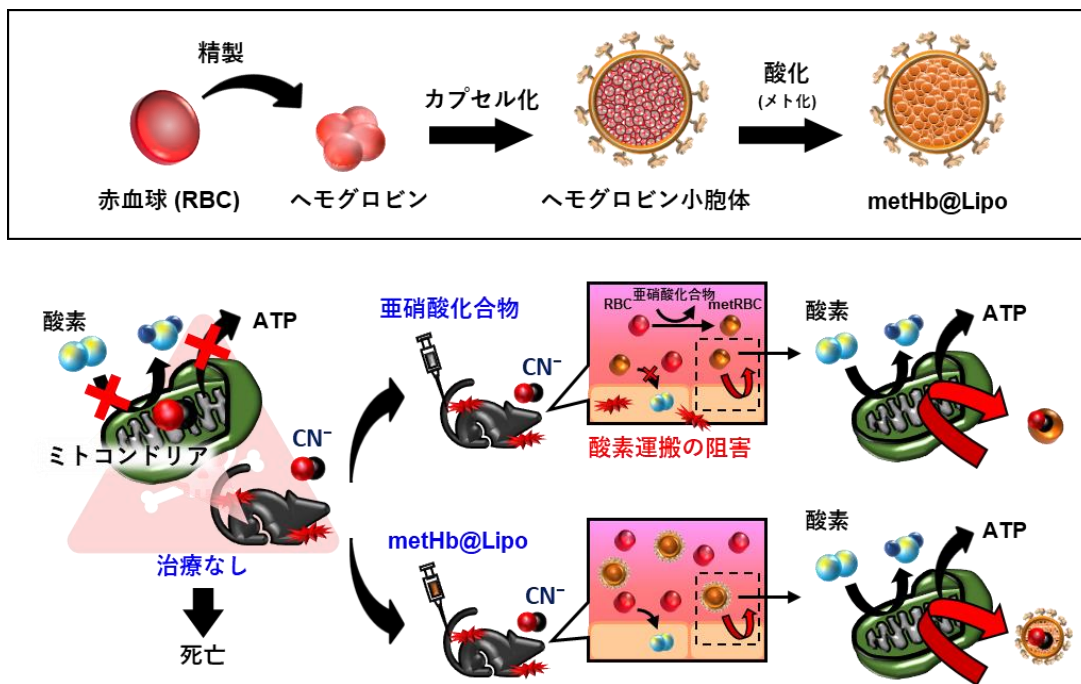 精製
カプセル化
酸化
(メト化)
赤血球 (RBC)
ヘモグロビン
ヘモグロビン小胞体
metHb@Lipo
酸素
ATP
ミトコンドリア
CN⁻
治療なし
死亡
亜硝酸化合物
CN⁻
亜硝酸化合物
RBC
metRBC
酸素運搬の阻害
酸素
ATP
metHb@Lipo
CN⁻
酸素
ATP